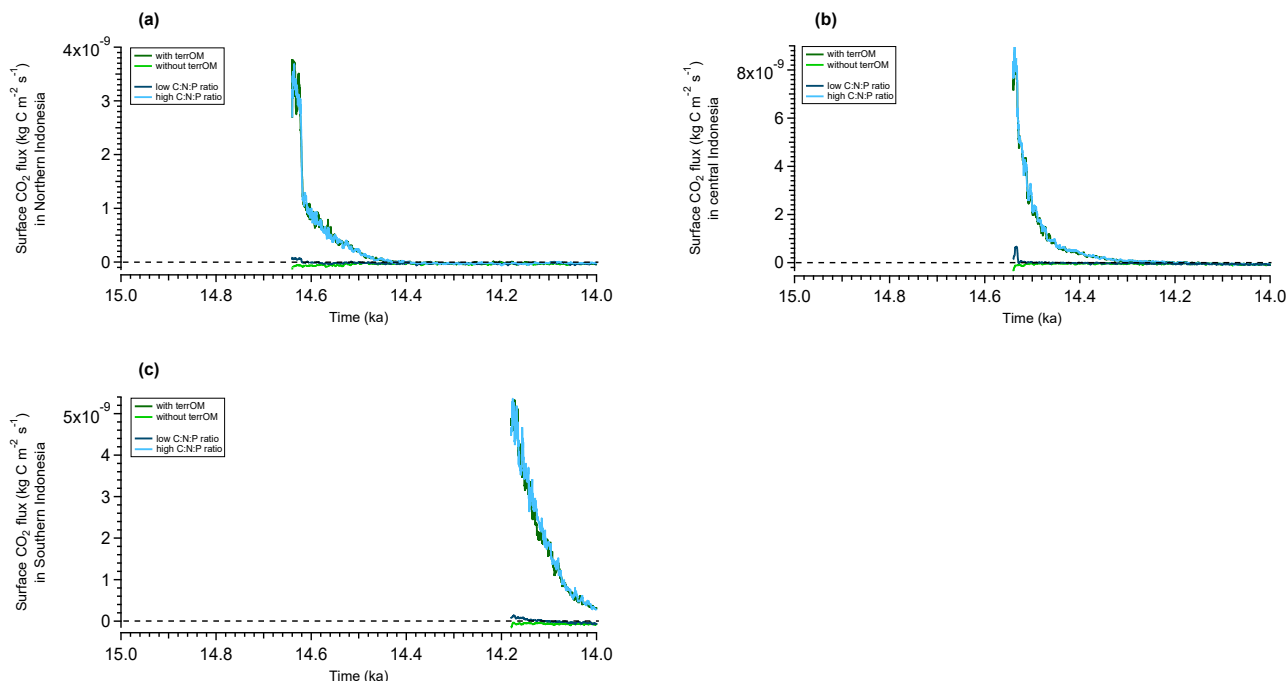 (a)
Surface CO2 flux (kg C m−2 s−1)
in Northern Indonesia
4x10−9
3
2
1
0
with terrOM
without terrOM
low C:N:P ratio
high C:N:P ratio
15.0 14.8 14.6 14.4 14.2 14.0
Time (ka)
(b)
Surface CO2 flux (kg C m−2 s−1)
in central Indonesia
8x10−9
6
4
2
0
with terrOM
without terrOM
low C:N:P ratio
high C:N:P ratio
15.0 14.8 14.6 14.4 14.2 14.0
Time (ka)
(c)
Surface CO2 flux (kg C m−2 s−1)
in Southern Indonesia
5x10−9
4
3
2
1
0
with terrOM
without terrOM
low C:N:P ratio
high C:N:P ratio
15.0 14.8 14.6 14.4 14.2 14.0
Time (ka)